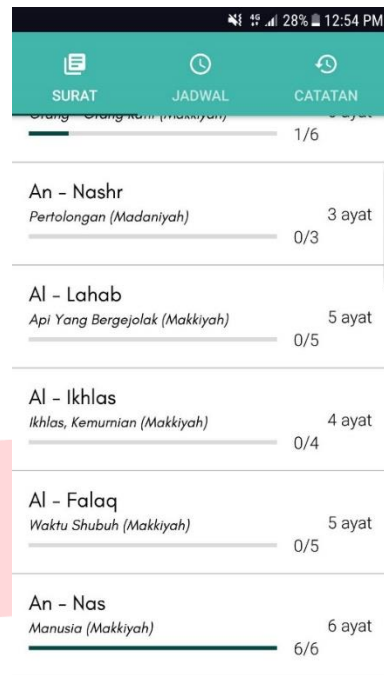 28% 12:54 PM
SURAT JADWAL CATATAN
1/6
An - Nashr
Pertolongan (Madaniyah) 3 ayat
0/3
Al - Lahab
Api Yang Bergejolak (Makkiyah) 5 ayat
0/5
Al - Ikhlas
Ikhlas, Kemurnian (Makkiyah) 4 ayat
0/4
Al - Falaq
Waktu Shubuh (Makkiyah) 5 ayat
0/5
An - Nas
Manusia (Makkiyah) 6 ayat
6/6